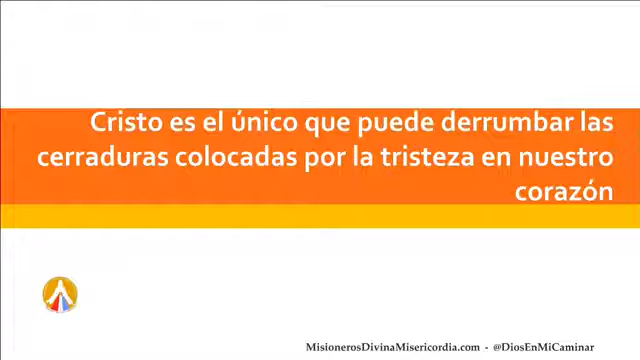 Cristo es el único que puede derrumbar las
cerraduras colocadas por la tristeza en nuestro
corazón
MisionerosDivinaMisericordia.com - @DiosEnMiCaminar